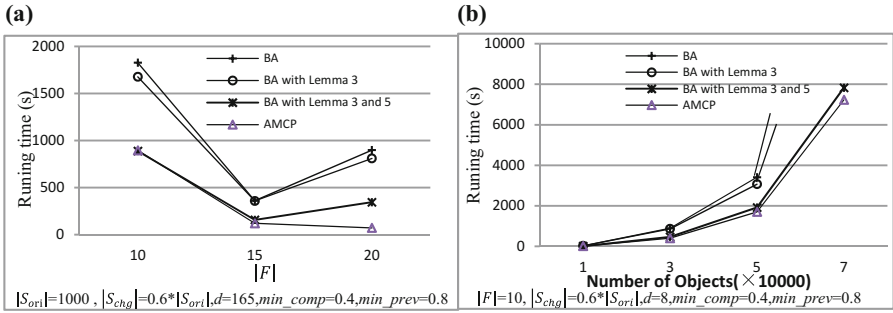 (a)
Runing time (s)
2000
1500
1000
500
0
BA
BA with Lemma 3
BA with Lemma 3 and 5
AMCP
10 15 20
|F|
|S_ori|=1000 , |S_chg|=0.6*|S_ori|,d=165,min_comp=0.4,min_prev=0.8
(b)
Runing time (s)
10000
8000
6000
4000
2000
0
BA
BA with Lemma 3
BA with Lemma 3 and 5
AMCP
1 3 5 7
Number of Objects(×10000)
|F|=10, |S_chg|=0.6*|S_ori|,d=8,min_comp=0.4,min_prev=0.8